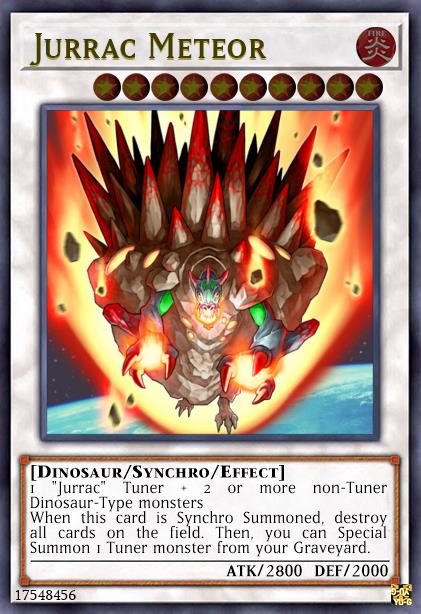 Jurrac Meteor
FIRE
炎
[Dinosaur/Synchro/Effect]
1 "Jurrac" Tuner + 2 or more non-Tuner
Dinosaur-Type monsters
When this card is Synchro Summoned, destroy
all cards on the field. Then, you can Special
Summon 1 Tuner monster from your Graveyard.
ATK/2800 DEF/2000
17548456